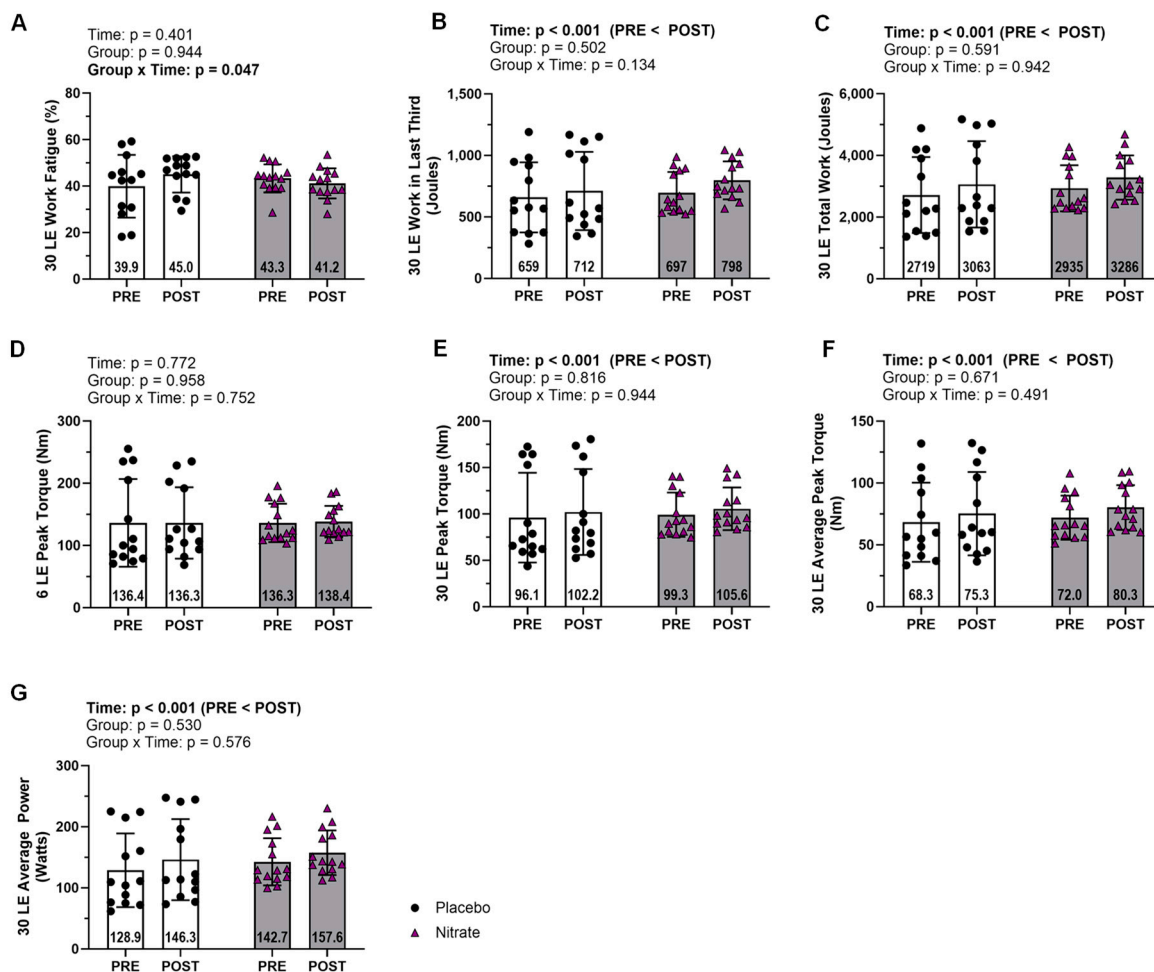 A
Time: p = 0.401
Group: p = 0.944
Group x Time: p = 0.047
30 LE Work Fatigue (%)
80
60
40
20
0
39.9
45.0
43.3
41.2
PRE
POST
PRE
POST
B
Time: p < 0.001 (PRE < POST)
Group: p = 0.502
Group x Time: p = 0.134
30 LE Work in Last Third
(Joules)
1,500
1,000
500
0
659
712
697
798
PRE
POST
PRE
POST
C
Time: p < 0.001 (PRE < POST)
Group: p = 0.591
Group x Time: p = 0.942
30 LE Total Work (Joules)
6,000
4,000
2,000
0
2719
3063
2935
3286
PRE
POST
PRE
POST
D
Time: p = 0.772
Group: p = 0.958
Group x Time: p = 0.752
6 LE Peak Torque (Nm)
300
200
100
0
136.4
136.3
136.3
138.4
PRE
POST
PRE
POST
E
Time: p < 0.001 (PRE < POST)
Group: p = 0.816
Group x Time: p = 0.944
30 LE Peak Torque (Nm)
200
150
100
50
0
96.1
102.2
99.3
105.6
PRE
POST
PRE
POST
F
Time: p < 0.001 (PRE < POST)
Group: p = 0.671
Group x Time: p = 0.491
30 LE Average Peak Torque
(Nm)
150
100
50
0
68.3
75.3
72.0
80.3
PRE
POST
PRE
POST
G
Time: p < 0.001 (PRE < POST)
Group: p = 0.530
Group x Time: p = 0.576
30 LE Average Power
(Watts)
300
200
100
0
128.9
146.3
142.7
157.6
PRE
POST
PRE
POST
Placebo
Nitrate